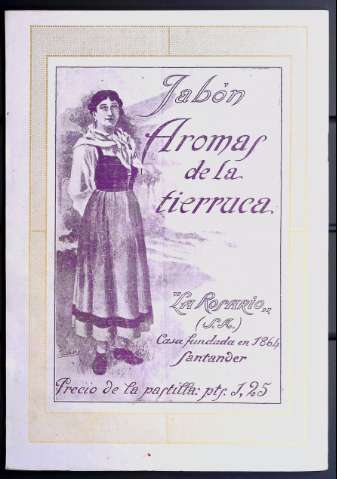 Jabón
Aromas
de la
tierruca.
"La Rosario"
(S.A.)
Casa fundada en 1864
Santander
Precio de la pastilla: pts. 1,25